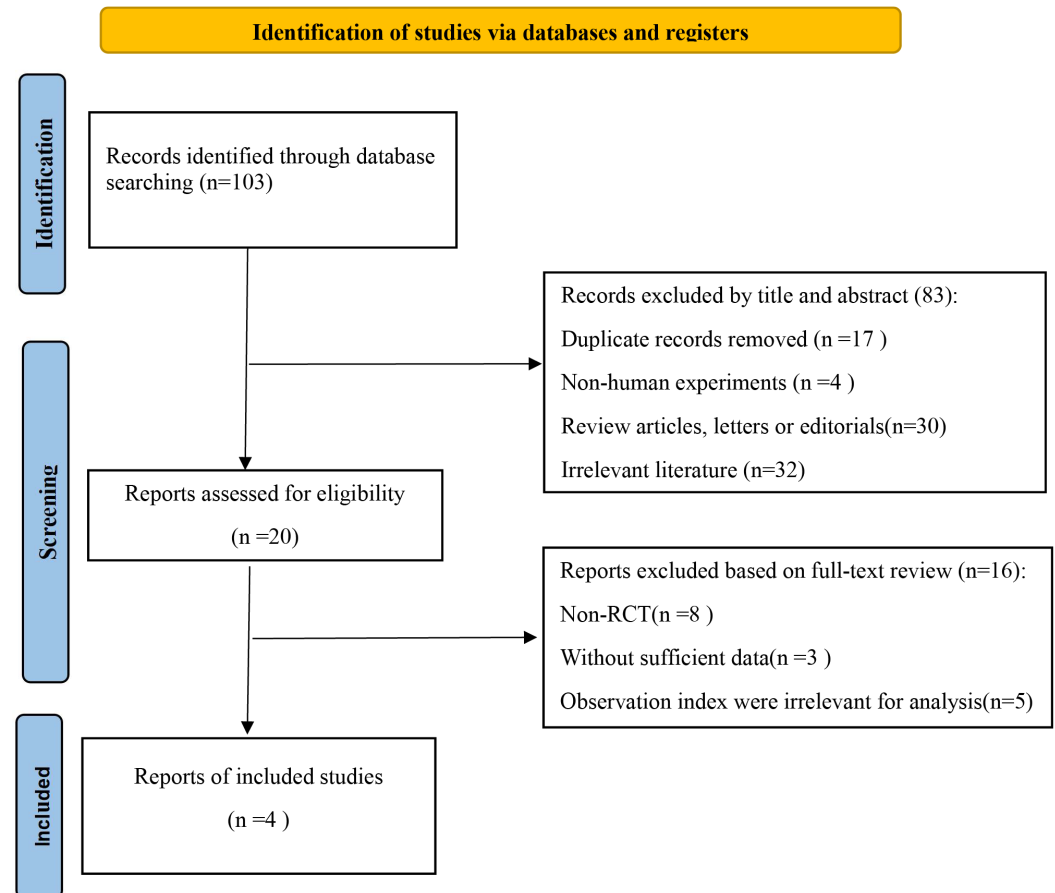 Identification of studies via databases and registers
Identification
Records identified through database
searching (n=103)
Records excluded by title and abstract (83):
Duplicate records removed (n =17 )
Non-human experiments (n =4 )
Review articles, letters or editorials(n=30)
Irrelevant literature (n=32)
Screening
Reports assessed for eligibility
(n =20)
Reports excluded based on full-text review (n=16):
Non-RCT(n =8 )
Without sufficient data(n =3 )
Observation index were irrelevant for analysis(n=5)
Included
Reports of included studies
(n =4 )